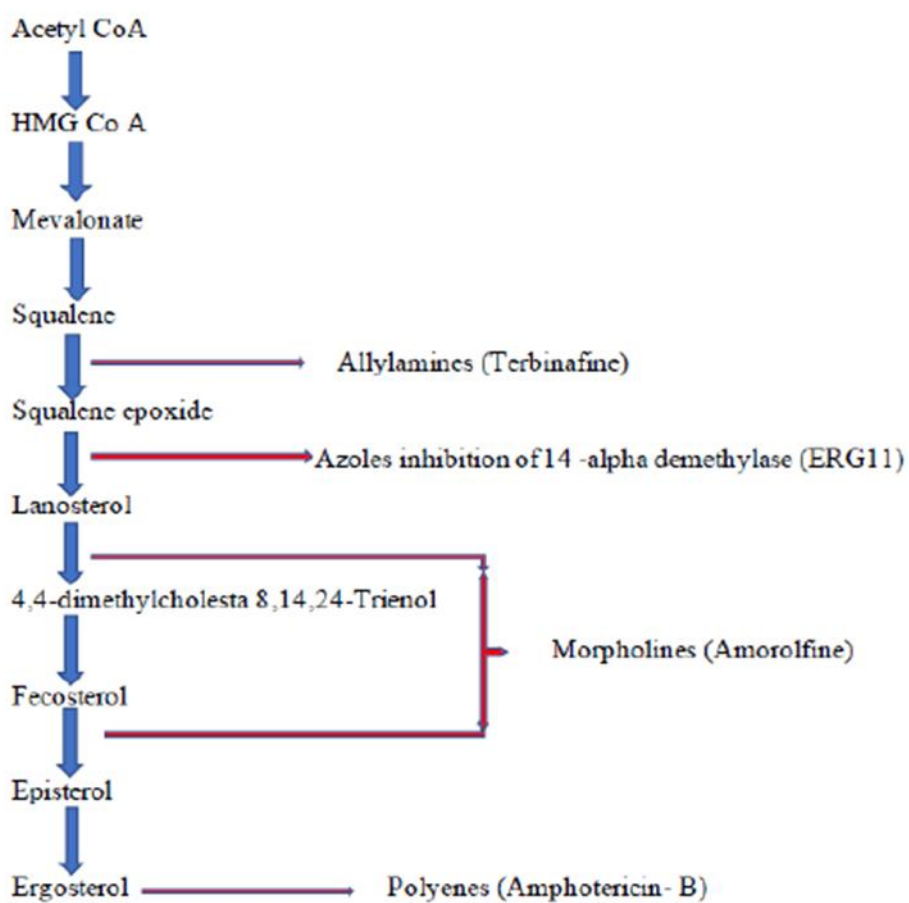 Acetyl CoA
HMG Co A
Mevalonate
Squalene
Allylamines (Terbinafine)
Squalene epoxide
Azoles inhibition of 14 -alpha demethylase (ERG11)
Lanosterol
4,4-dimethylcholesta 8,14,24-Trienol
Morpholines (Amorolfine)
Fecosterol
Episterol
Ergosterol
Polyenes (Amphotericin- B)